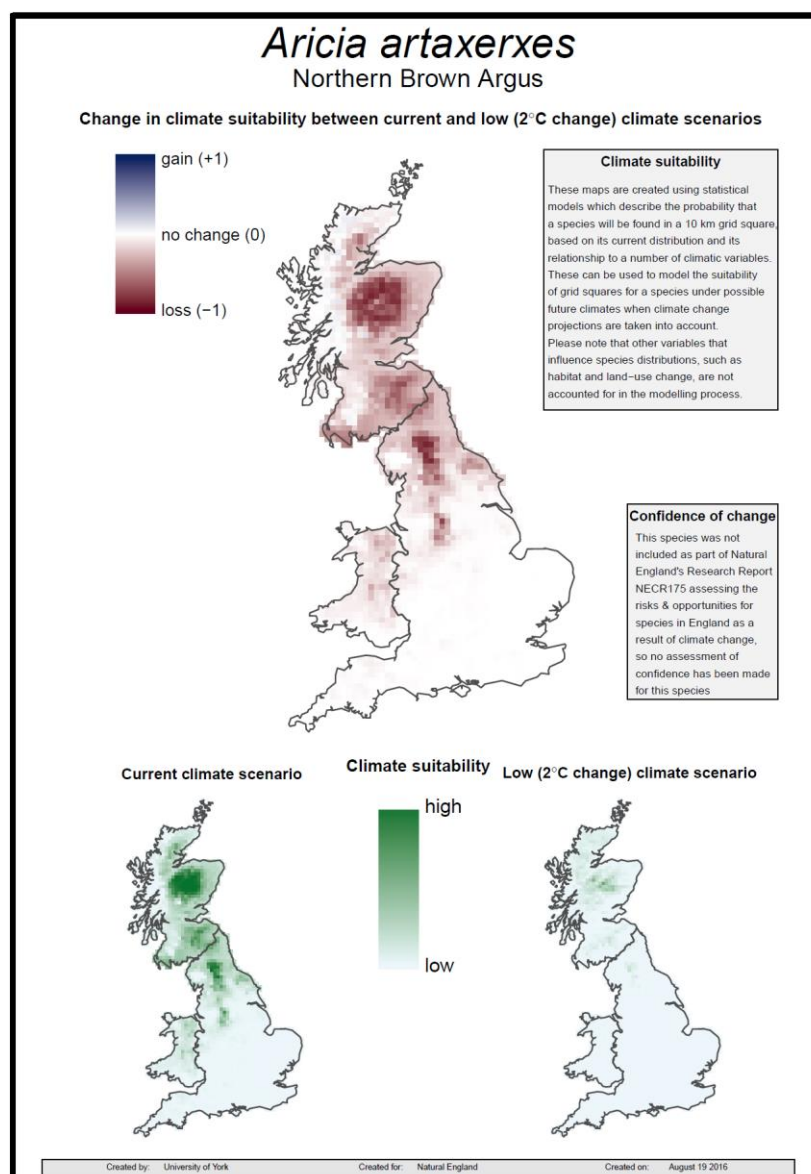 Aricia artaxerxes
Northern Brown Argus
Change in climate suitability between current and low (2°C change) climate scenarios
gain (+1)
no change (0)
loss (−1)
Climate suitability
These maps are created using statistical
models which describe the probability that
a species will be found in a 10 km grid square,
based on its current distribution and its
relationship to a number of climatic variables.
These can be used to model the suitability
of grid squares for a species under possible
future climates when climate change
projections are taken into account.
Please note that other variables that
influence species distributions, such as
habitat and land−use change, are not
accounted for in the modelling process.
Confidence of change
This species was not
included as part of Natural
England's Research Report
NECR175 assessing the
risks & opportunities for
species in England as a
result of climate change,
so no assessment of
confidence has been made
for this species
Current climate scenario
Climate suitability
high
low
Low (2°C change) climate scenario
Created by: University of York Created for: Natural England Created on: August 19 2016